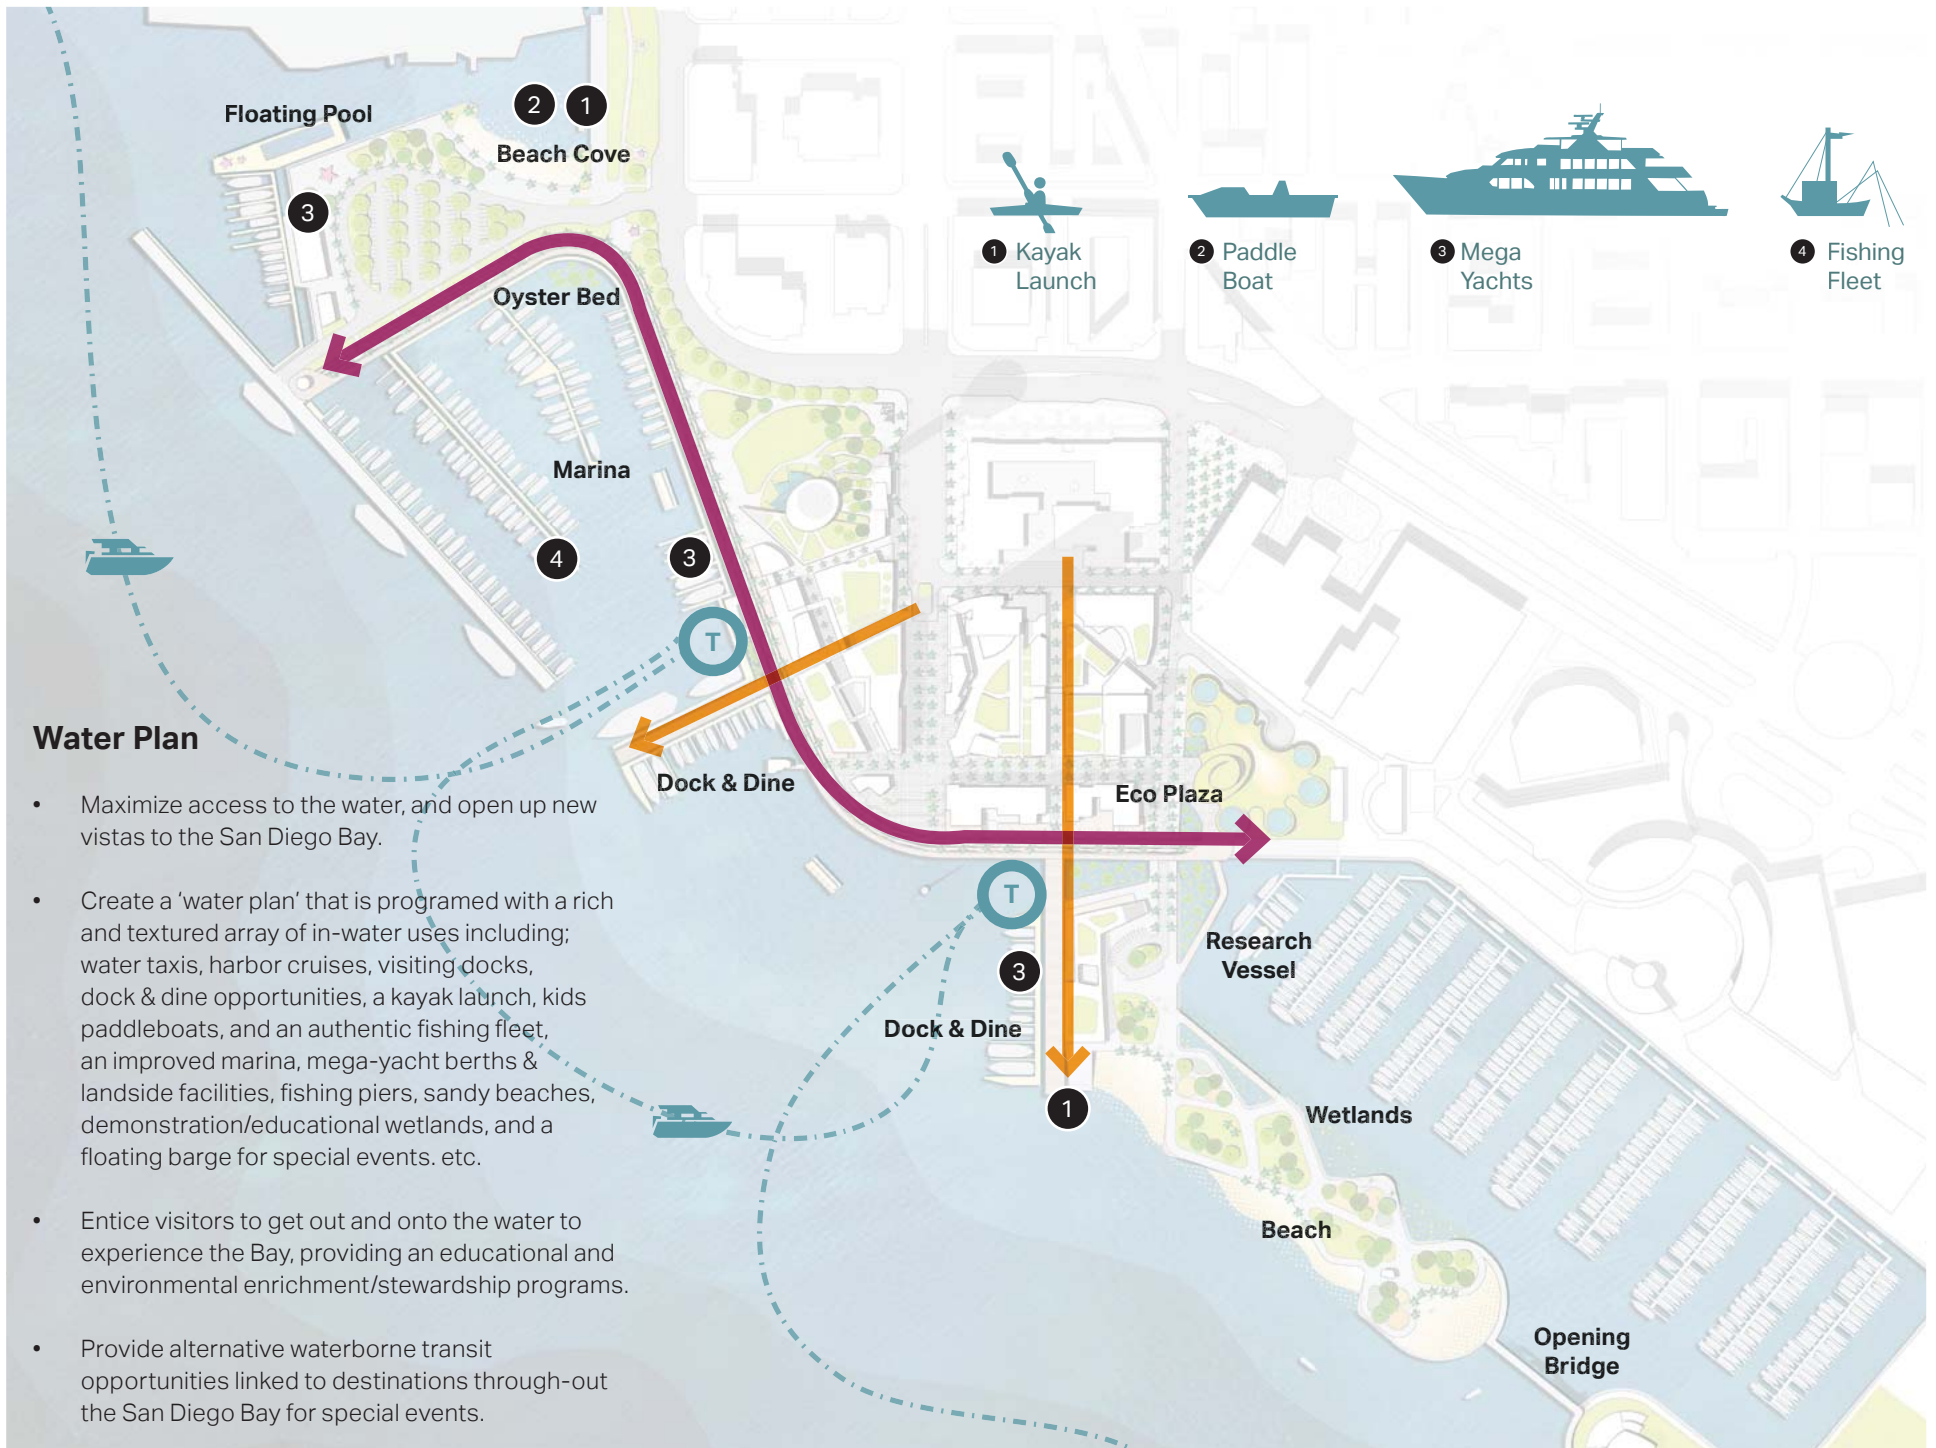 Floating Pool
2
1
Beach Cove
3
Oyster Bed
1 Kayak
Launch
2 Paddle
Boat
3 Mega
Yachts
4 Fishing
Fleet
Marina
4
3
T
Dock & Dine
Eco Plaza
T
3
Dock & Dine
1
Research
Vessel
Wetlands
Beach
Opening
Bridge
Water Plan
• Maximize access to the water, and open up new
vistas to the San Diego Bay.
• Create a ‘water plan’ that is programed with a rich
and textured array of in-water uses including;
water taxis, harbor cruises, visiting docks,
dock & dine opportunities, a kayak launch, kids
paddleboats, and an authentic fishing fleet,
an improved marina, mega-yacht berths &
landside facilities, fishing piers, sandy beaches,
demonstration/educational wetlands, and a
floating barge for special events. etc.
• Entice visitors to get out and onto the water to
experience the Bay, providing an educational and
environmental enrichment/stewardship programs.
• Provide alternative waterborne transit
opportunities linked to destinations through-out
the San Diego Bay for special events.